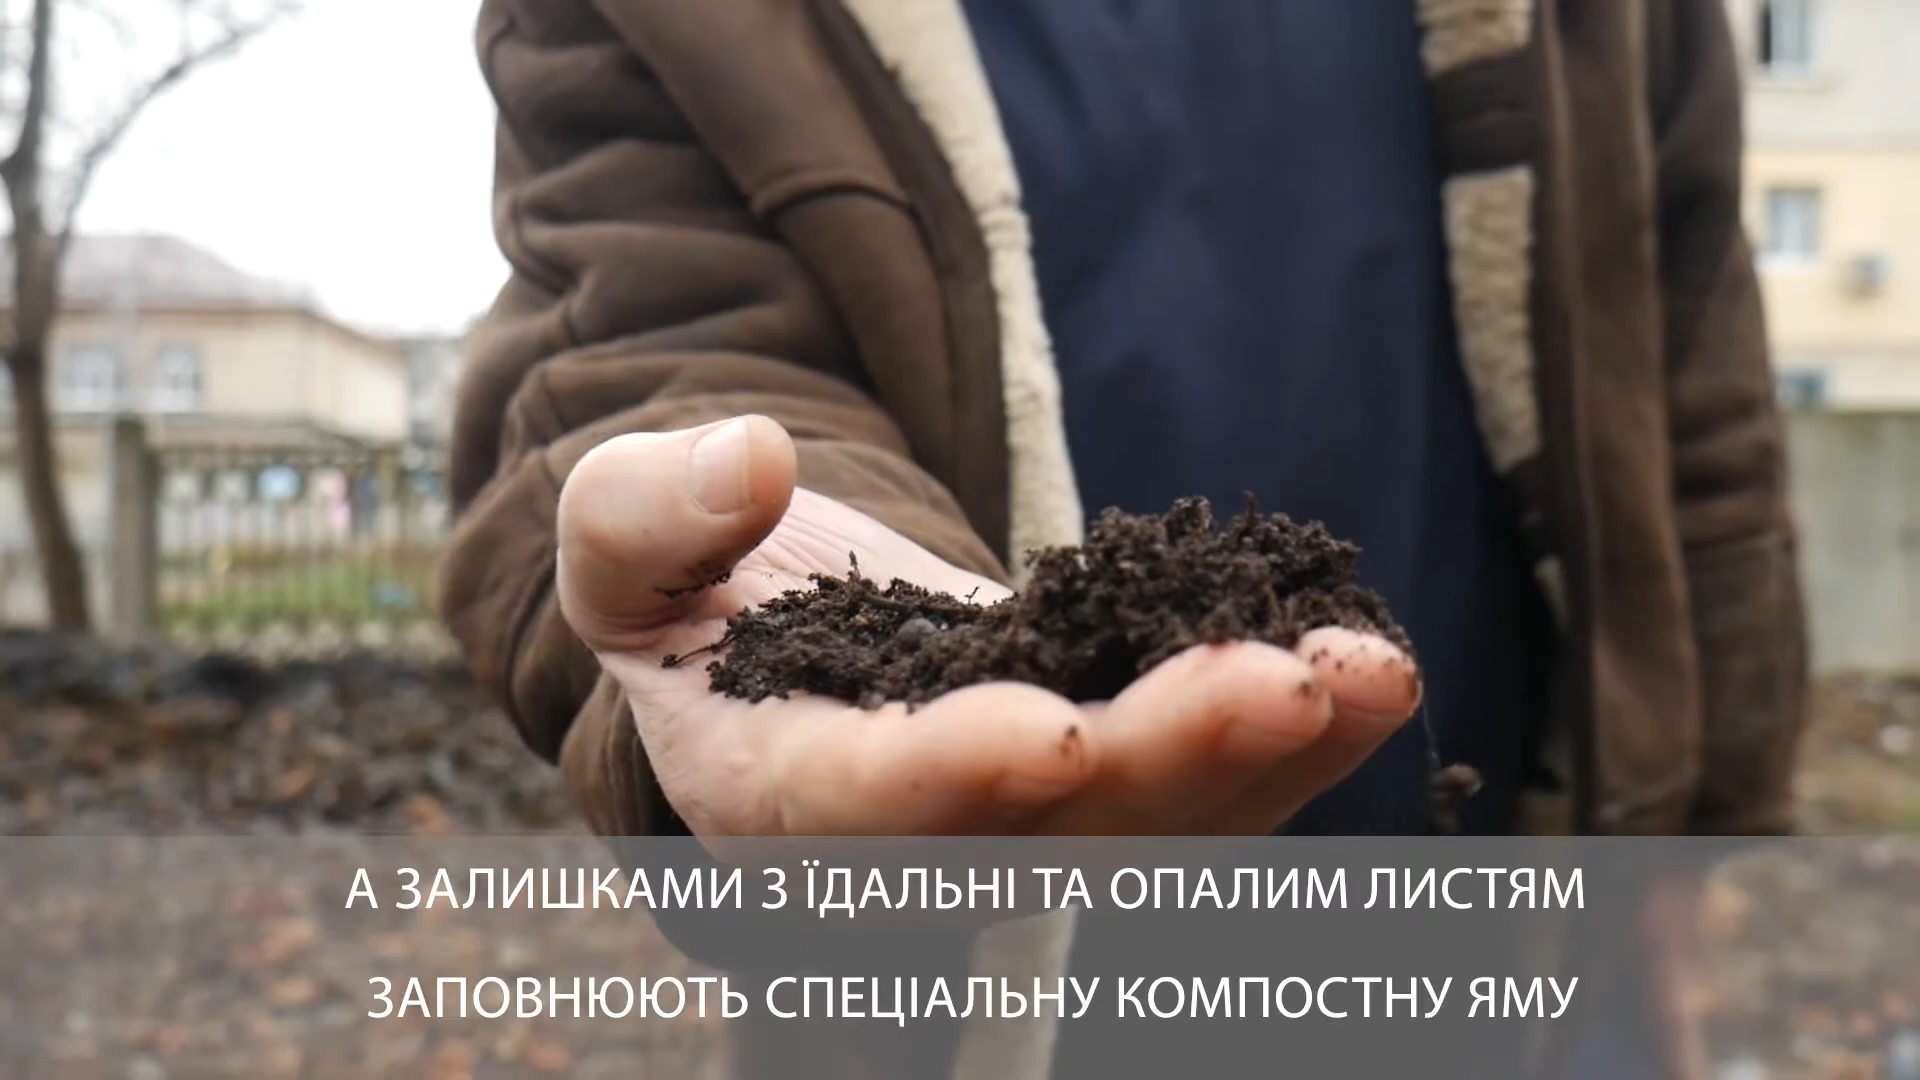 А ЗАЛИШКАМИ З ЇДАЛЬНІ ТА ОПАЛИМ ЛИСТЯМ
ЗАПОВНЮЮТЬ СПЕЦІАЛЬНУ КОМПОСТНУ ЯМУ